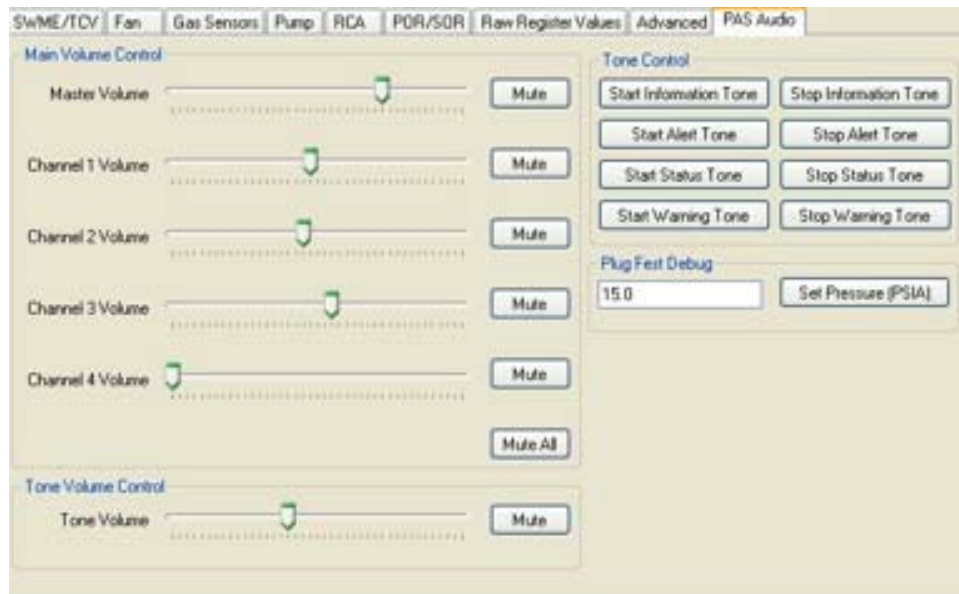 SWME/TCV Fan Gas Sensors Pump RCA POR/SOR Raw Register Values Advanced PAS Audio
Main Volume Control
Master Volume Mute
Channel 1 Volume Mute
Channel 2 Volume Mute
Channel 3 Volume Mute
Channel 4 Volume Mute
Mute All
Tone Volume Control
Tone Volume Mute
Tone Control
Start Information Tone Stop Information Tone
Start Alert Tone Stop Alert Tone
Start Status Tone Stop Status Tone
Start Warning Tone Stop Warning Tone
Plug Fest Debug
15.0 Set Pressure (PSIA)